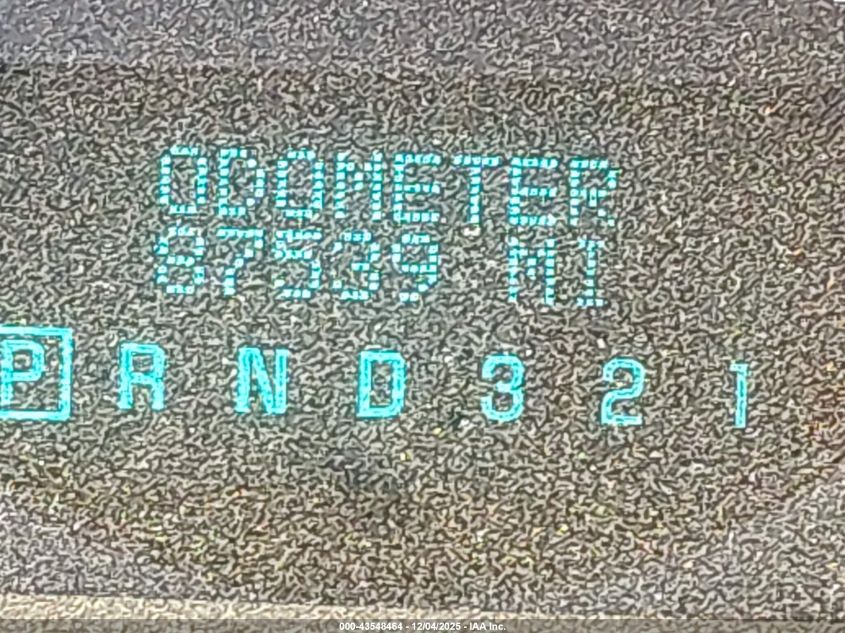 ODOMETER
87539 MI
P R N D 3 2 1
000-43548464 - 12/04/2025 - IAA Inc.